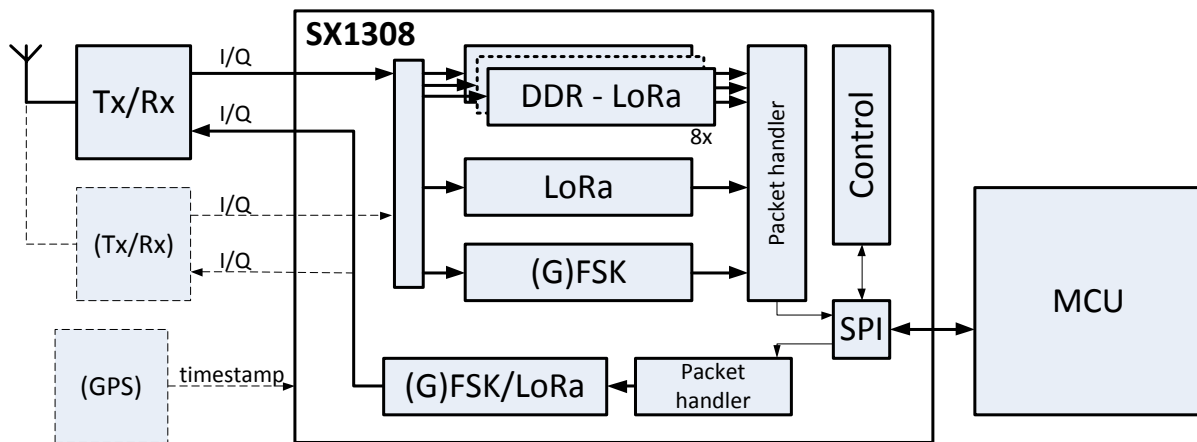 SX1308
I/Q
Tx/Rx
I/Q
DDR - LoRa
8x
LoRa
(G)FSK
Packet handler
Control
I/Q
(Tx/Rx)
I/Q
MCU
SPI
(GPS)
timestamp
(G)FSK/LoRa
Packet
handler